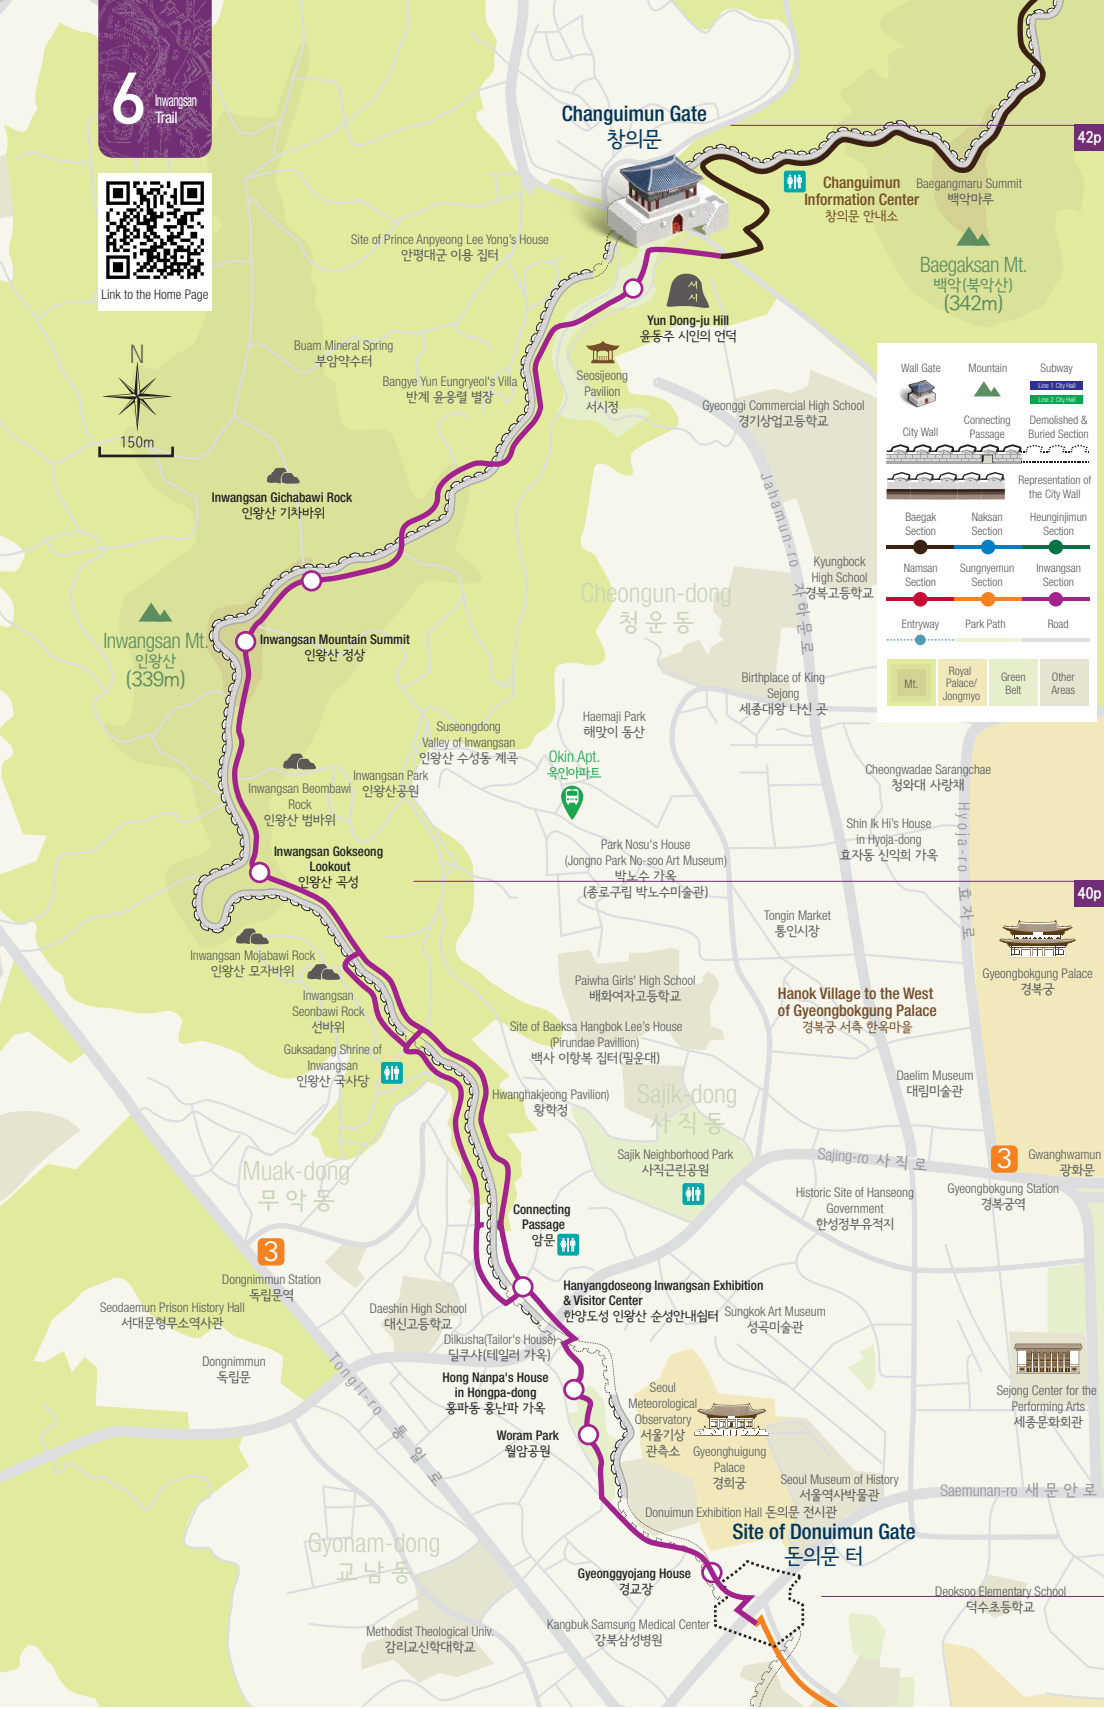 6
Inwangsan
Trail
Link to the Home Page
N
150m
Changuimun Gate
창의문
42p
Changuimun
Information Center
창의문 안내소
Baegangmaru Summit
백악마루
Baegaksan Mt.
백악(북악산)
(342m)
Site of Prince Anpyeong Lee Yong's House
안평대군 이용 집터
서
시
Yun Dong-ju Hill
윤동주 시인의 언덕
Buam Mineral Spring
부암약수터
Bangye Yun Eungryeol's Villa
반계 윤웅렬 별장
Seosijeong
Pavilion
서시정
Gyeonggi Commercial High School
경기상업고등학교
Wall Gate
Mountain
Subway
Line 1 City Hall
Line 2 City Hall
City Wall
Connecting
Passage
Demolished &
Buried Section
Representation of
the City Wall
Baegak
Section
Naksan
Section
Heunginjimun
Section
Namsan
Section
Sungnyemun
Section
Inwangsan
Section
Entryway
Park Path
Road
Mt.
Royal
Palace/
Jongmyo
Green
Belt
Other
Areas
Inwangsan Gichabawi Rock
인왕산 기차바위
Jahamun-ro 자하문로
Kyungbock
High School
경복고등학교
Cheongun-dong
청운동
Inwangsan Mt.
인왕산
(339m)
Inwangsan Mountain Summit
인왕산 정상
Birthplace of King
Sejong
세종대왕 나신 곳
Suseongdong
Valley of Inwangsan
인왕산 수성동 계곡
Haemaji Park
해맞이 동산
Okin Apt.
옥인아파트
Inwangsan Park
인왕산공원
Inwangsan Beombawi
Rock
인왕산 범바위
Cheongwadae Sarangchae
청와대 사랑채
Hyoja-ro 효자로
Shin Ik Hi's House
in Hyoja-dong
효자동 신익희 가옥
Park Nosu's House
(Jongno Park No-soo Art Museum)
박노수 가옥
(종로구립 박노수미술관)
Inwangsan Gokseong
Lookout
인왕산 곡성
40p
Tongin Market
통인시장
Inwangsan Mojabawi Rock
인왕산 모자바위
Inwangsan
Seonbawi Rock
선바위
Paiwha Girls' High School
배화여자고등학교
Gyeongbokgung Palace
경복궁
Hanok Village to the West
of Gyeongbokgung Palace
경복궁 서측 한옥마을
Site of Baeksa Hangbok Lee's House
(Pirundae Pavillion)
백사 이항복 집터(필운대)
Guksadang Shrine of
Inwangsan
인왕산 국사당
Hwanghakjeong Pavilion)
황학정
Sajik-dong
사직동
Daelim Museum
대림미술관
Sajik Neighborhood Park
사직근린공원
Sajing-ro 사직로
3
Gwanghwamun
광화문
Gyeongbokgung Station
경복궁역
Muak-dong
무악동
Historic Site of Hanseong
Government
한성정부유적지
Connecting
Passage
암문
3
Dongnimmun Station
독립문역
Hanyangdoseong Inwangsan Exhibition
& Visitor Center
한양도성 인왕산 순성안내쉼터
Seodaemun Prison History Hall
서대문형무소역사관
Daeshin High School
대신고등학교
Sungkok Art Museum
성곡미술관
Dilkusha(Tailor's House)
딜쿠샤(테일러 가옥)
Dongnimmun
독립문
Tongil-ro 통일로
Hong Nanpa's House
in Hongpa-dong
홍파동 홍난파 가옥
Seoul
Meteorological
Observatory
서울기상
관측소
Sejong Center for the
Performing Arts
세종문화회관
Woram Park
월암공원
Gyeonghuigung
Palace
경희궁
Seoul Museum of History
서울역사박물관
Saemunan-ro 새문안로
Donuimun Exhibition Hall 돈의문 전시관
Site of Donuimun Gate
돈의문 터
Gyonam-dong
교남동
Gyeonggyojang House
경교장
Deoksoo Elementary School
덕수초등학교
Methodist Theological Univ.
감리교신학대학교
Kangbuk Samsung Medical Center
강북삼성병원